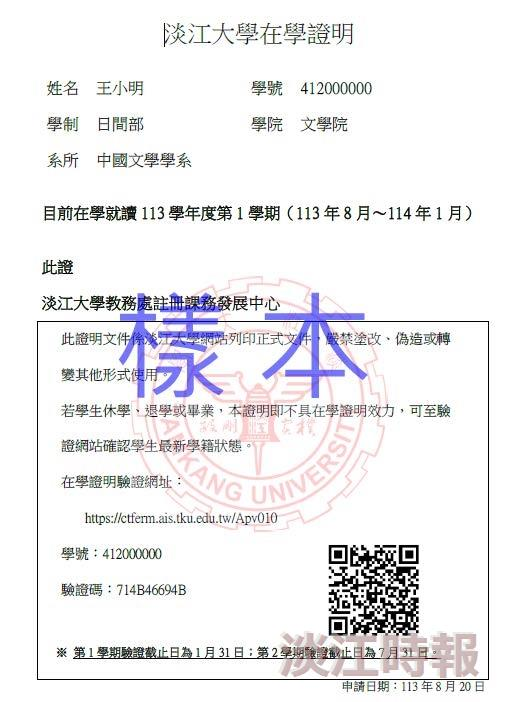 淡江大學在學證明
姓名 王小明 學號 412000000
學制 日間部 學院 文學院
系所 中國文學學系
目前在學就讀 113 學年度第 1 學期（113 年 8 月～114 年 1 月）
此證
淡江大學教務處註冊課務發展中心
樣本
此證明文件係淡江大學網站列印正式文件，嚴禁塗改、偽造或轉
變其他形式使用。
若學生休學、退學或畢業，本證明即不具在學證明效力，可至驗
證網站確認學生最新學籍狀態。
TAMKANG UNIVERSITY
在學證明驗證網址：
https://ctferm.ais.tku.edu.tw/Apv010
學號：412000000
驗證碼：714B46694B
※ 第 1 學期驗證截止日為 1 月 31 日；第 2 學期驗證截止日為 7 月 31 日。
淡江時報
申請日期：113 年 8 月 20 日